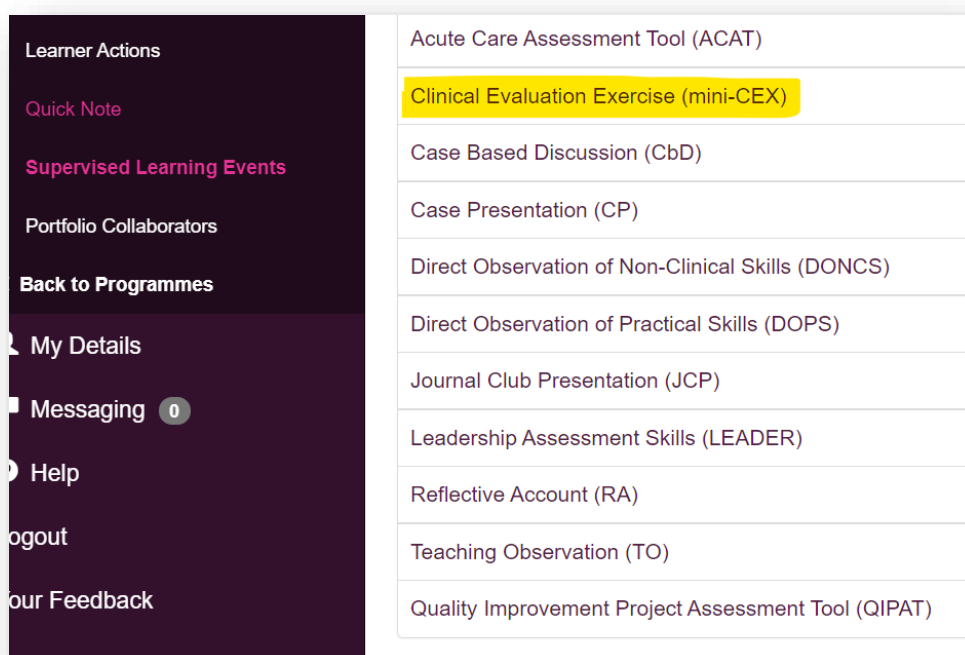 Learner Actions
Quick Note
Supervised Learning Events
Portfolio Collaborators
Back to Programmes
My Details
Messaging 0
Help
ogout
our Feedback
Acute Care Assessment Tool (ACAT)
Clinical Evaluation Exercise (mini-CEX)
Case Based Discussion (CbD)
Case Presentation (CP)
Direct Observation of Non-Clinical Skills (DONCS)
Direct Observation of Practical Skills (DOPS)
Journal Club Presentation (JCP)
Leadership Assessment Skills (LEADER)
Reflective Account (RA)
Teaching Observation (TO)
Quality Improvement Project Assessment Tool (QIPAT)